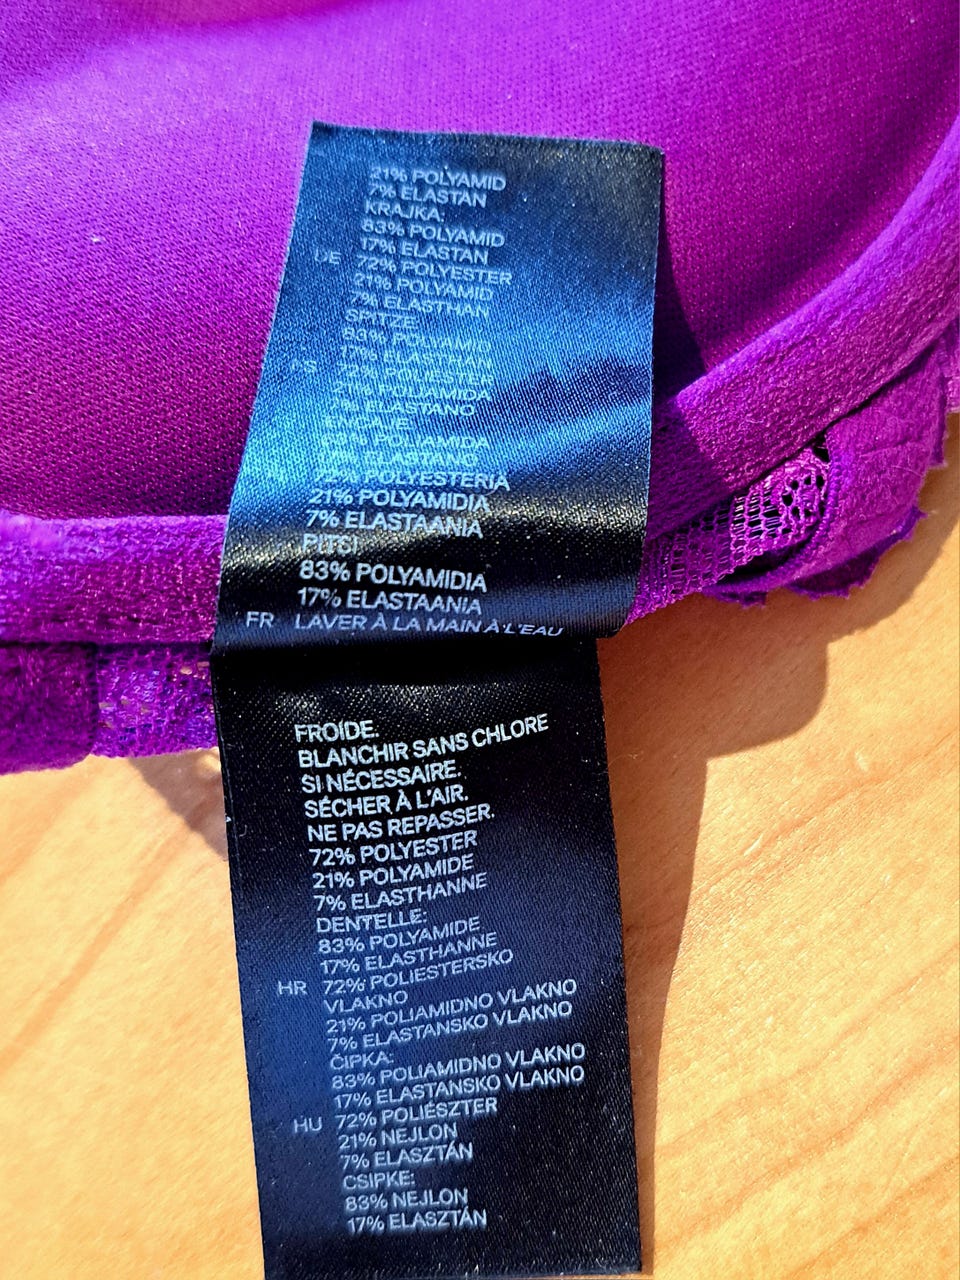 21% POLYAMID
7% ELASTAN
KRAJKA:
83% POLYAMID
17% ELASTAN
DE 72% POLYESTER
21% POLYAMID
7% ELASTHAN
SPITZE:
83% POLYAMID
17% ELASTHAN
ES 72% POLIESTER
21% POLIAMIDA
7% ELASTANO
ENCAJE:
83% POLIAMIDA
17% ELASTANO
72% POLYESTERIA
21% POLYAMIDIA
7% ELASTAANIA
PITSI
83% POLYAMIDIA
17% ELASTAANIA
FR LAVER À LA MAIN À L'EAU
FROIDE.
BLANCHIR SANS CHLORE
SI NÉCESSAIRE.
SÉCHER À L'AIR.
NE PAS REPASSER.
72% POLYESTER
21% POLYAMIDE
7% ELASTHANNE
DENTELLE:
83% POLYAMIDE
17% ELASTHANNE
HR 72% POLIESTERSKO
VLAKNO
21% POLIAMIDNO VLAKNO
7% ELASTANSKO VLAKNO
ČIPKA:
83% POLIAMIDNO VLAKNO
17% ELASTANSKO VLAKNO
HU 72% POLIÉSZTER
21% NEJLON
7% ELASZTÁN
CSIPKE:
83% NEJLON
17% ELASZTÁN